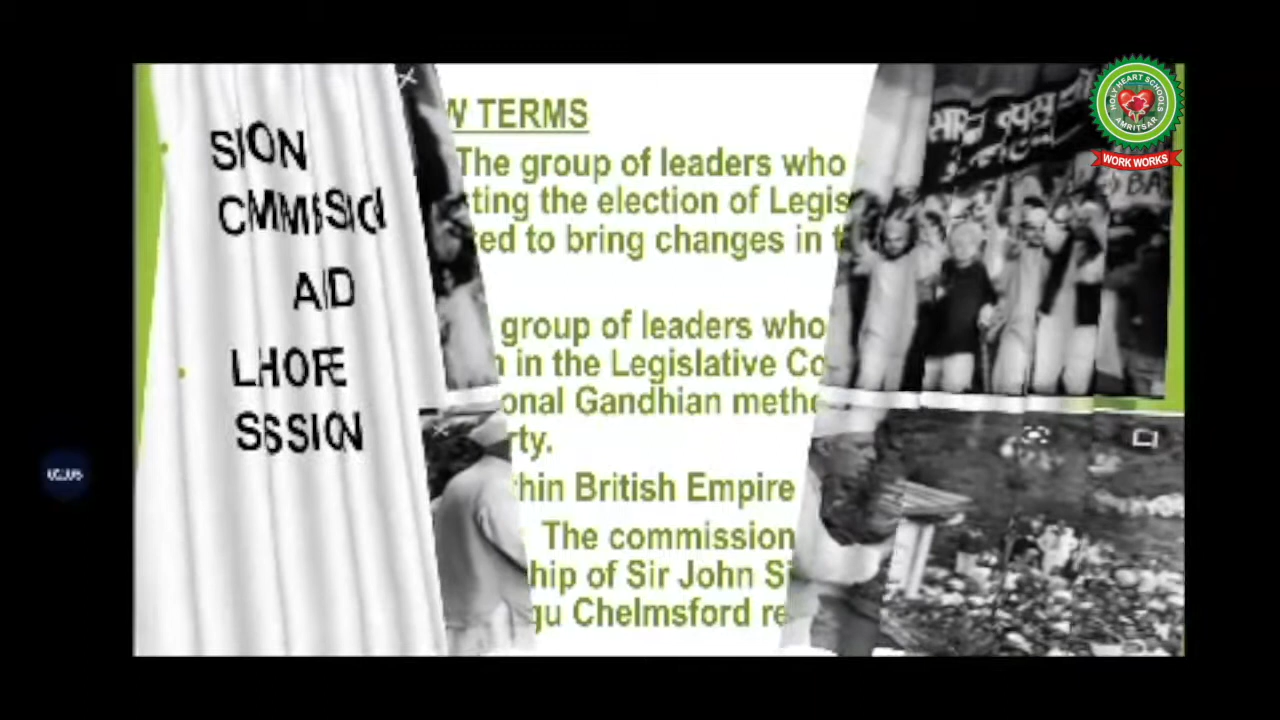 SION
CMMISSION
AD
LHORE
SSSION
W TERMS
The group of leaders who
ting the election of Legis
ed to bring changes in t
group of leaders who
in the Legislative Co
onal Gandhian metho
rty.
thin British Empire
The commission
hip of Sir John Si
gu Chelmsford re
HOLY HEART SCHOOLS
AMRITSAR
WORK WORKS